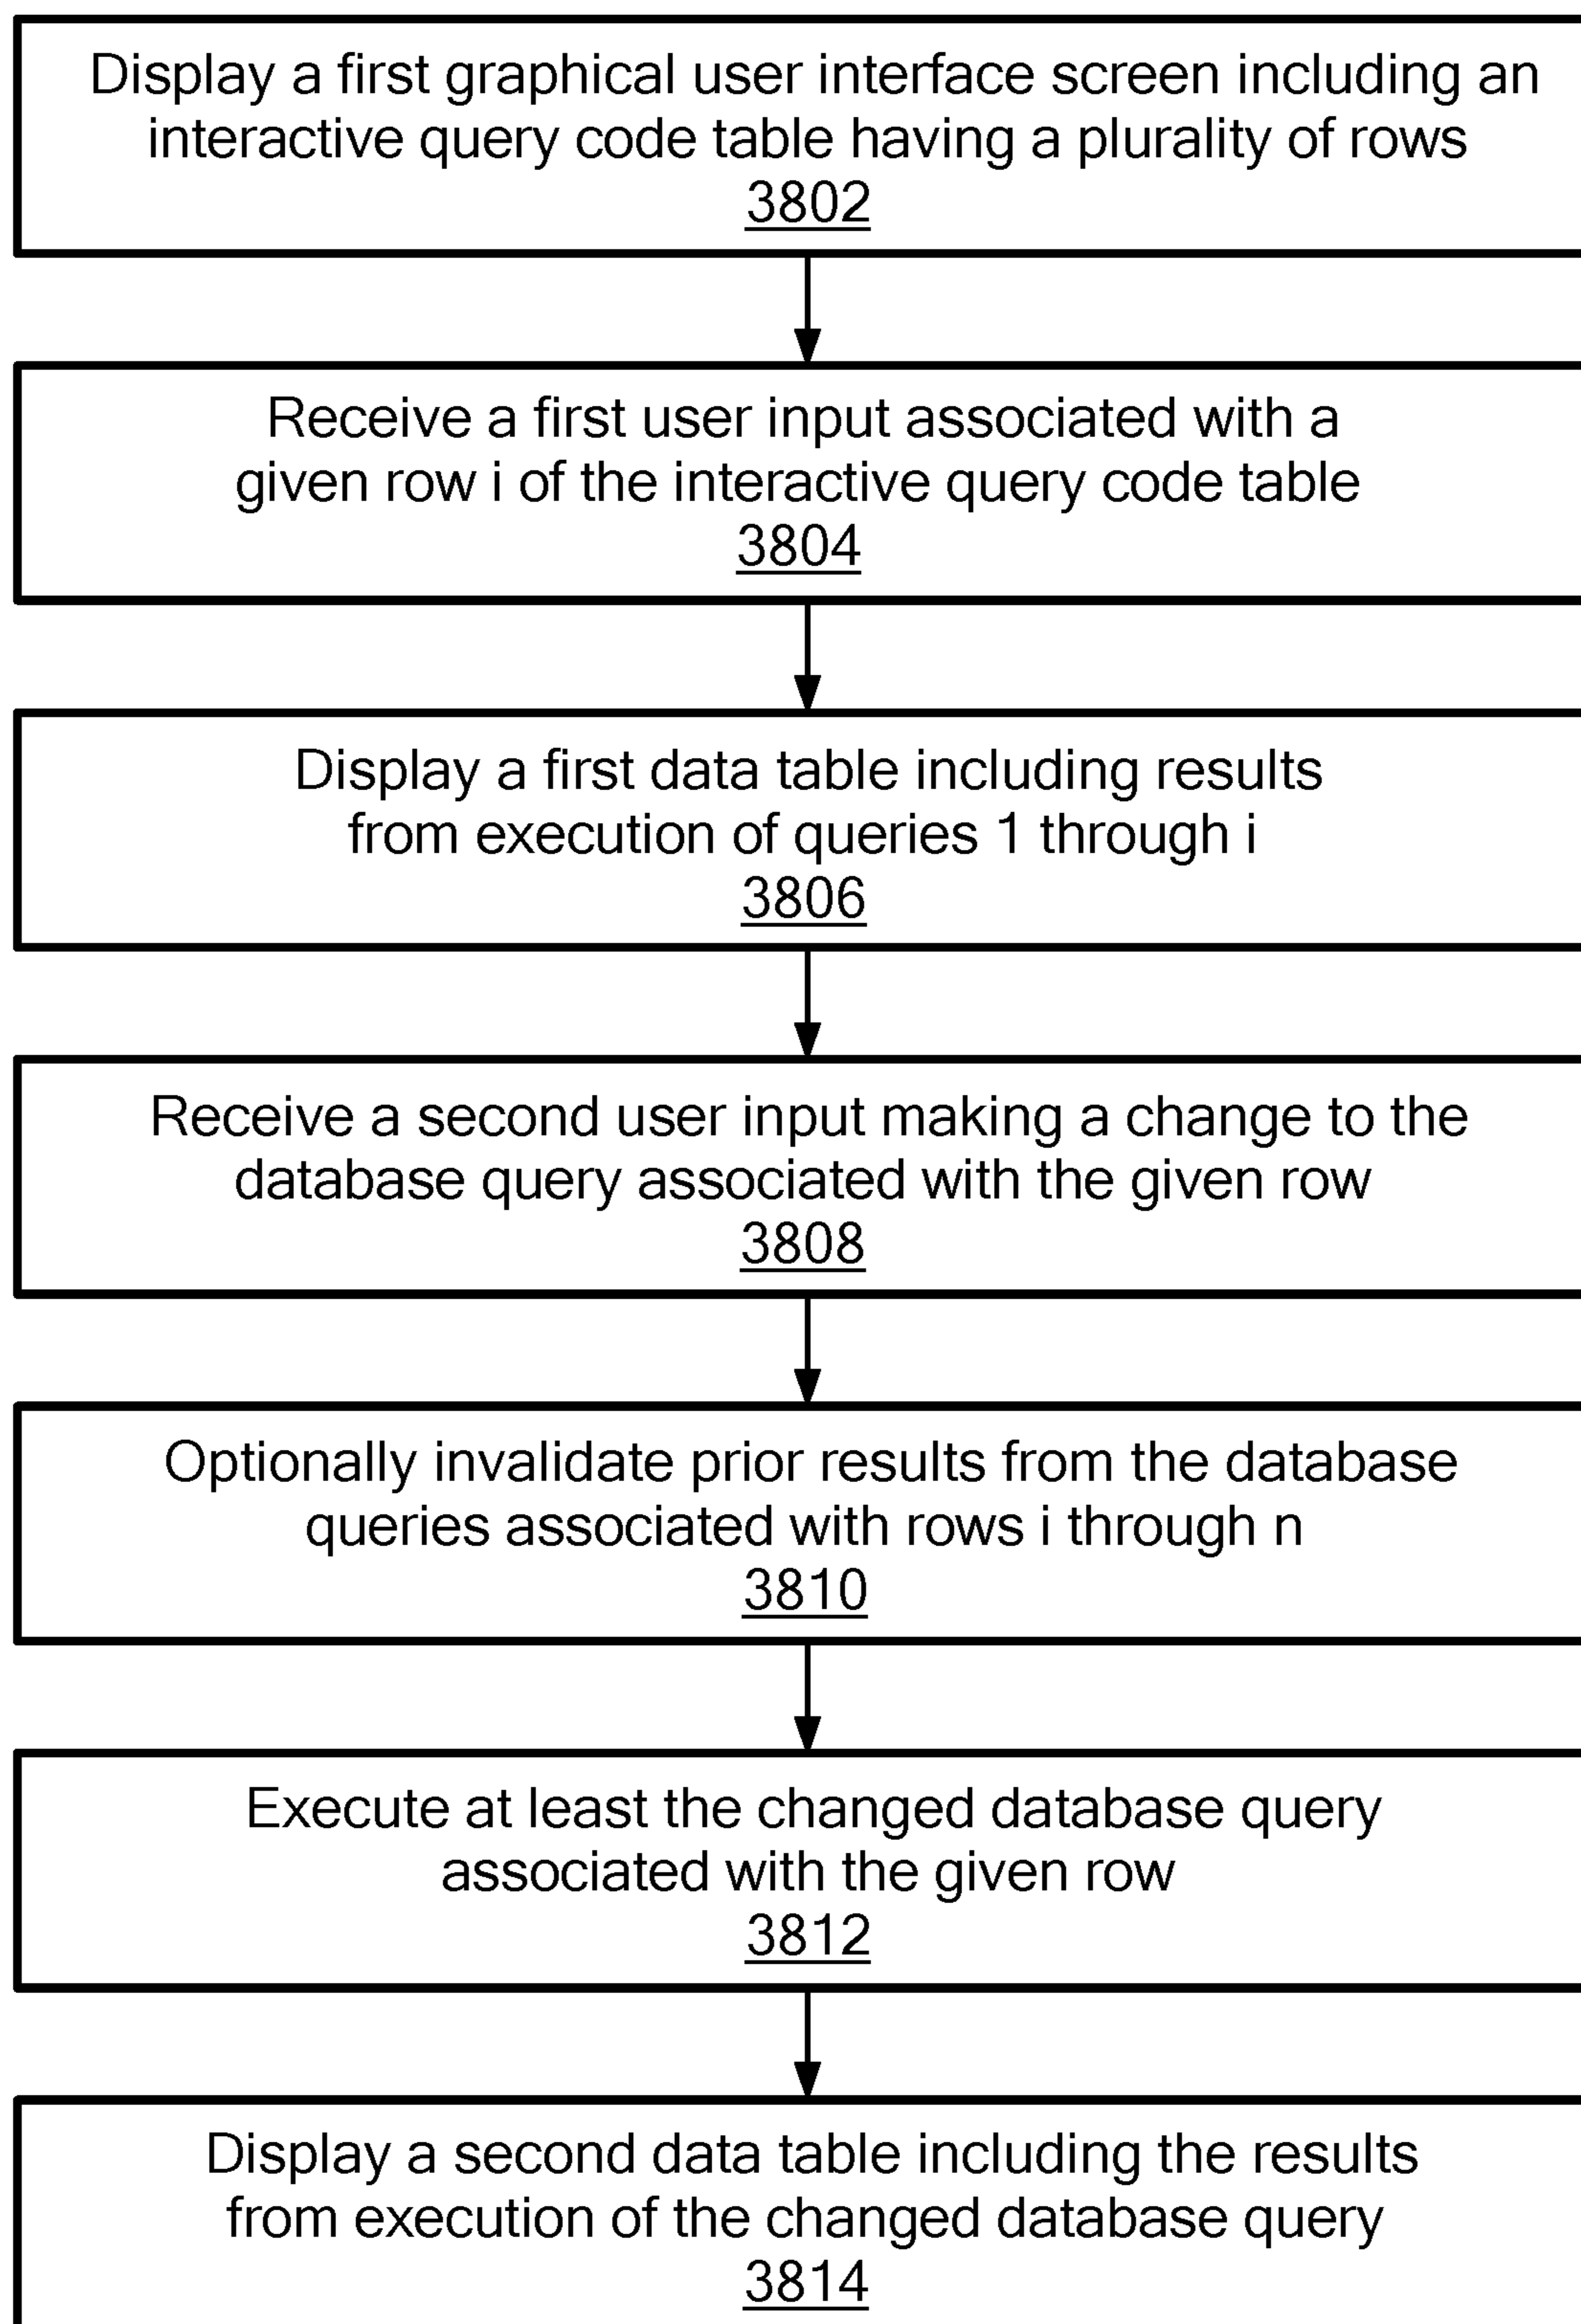 Display a first graphical user interface screen including an
interactive query code table having a plurality of rows
3802
Receive a first user input associated with a
given row i of the interactive query code table
3804
Display a first data table including results
from execution of queries 1 through i
3806
Receive a second user input making a change to the
database query associated with the given row
3808
Optionally invalidate prior results from the database
queries associated with rows i through n
3810
Execute at least the changed database query
associated with the given row
3812
Display a second data table including the results
from execution of the changed database query
3814